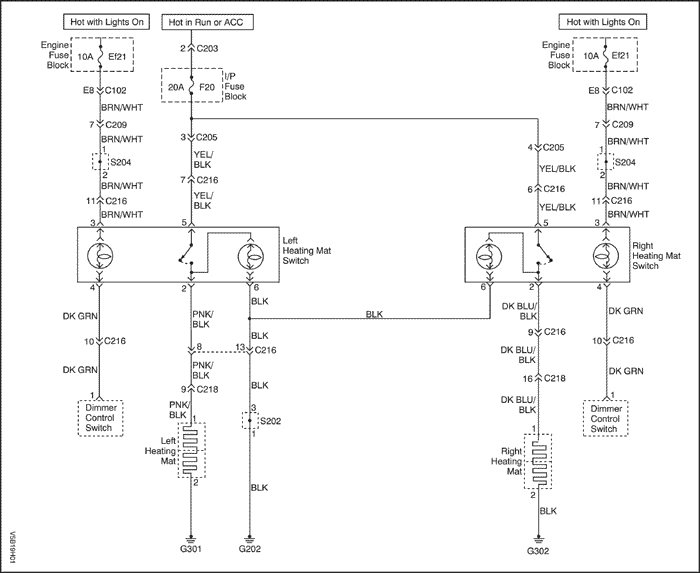 Hot with Lights On
Hot in Run or ACC
Hot with Lights On
Engine
Fuse
Block
10A
Ef21
2
C203
I/P
Fuse
Block
20A
F20
Engine
Fuse
Block
10A
Ef21
E8
C102
BRN/WHT
7
C209
BRN/WHT
1
S204
2
BRN/WHT
11
C216
BRN/WHT
3
3
C205
YEL/
BLK
7
C216
YEL/
BLK
5
4
C205
YEL/BLK
6
C216
YEL/BLK
5
E8
C102
BRN/WHT
7
C209
BRN/WHT
1
S204
2
BRN/WHT
11
C216
BRN/WHT
3
Left
Heating Mat
Switch
Right
Heating Mat
Switch
4
2
6
6
2
4
DK GRN
10
C216
DK GRN
1
Dimmer
Control
Switch
PNK/
BLK
8
PNK/
BLK
9
C218
PNK/
BLK
1
Left
Heating
Mat
2
G301
BLK
BLK
BLK
13
C216
BLK
3
S202
1
BLK
G202
DK BLU/
BLK
9
C216
DK BLU/
BLK
16
C218
DK BLU/
BLK
1
Right
Heating
Mat
2
BLK
G302
DK GRN
10
C216
DK GRN
1
Dimmer
Control
Switch
V5B19H01